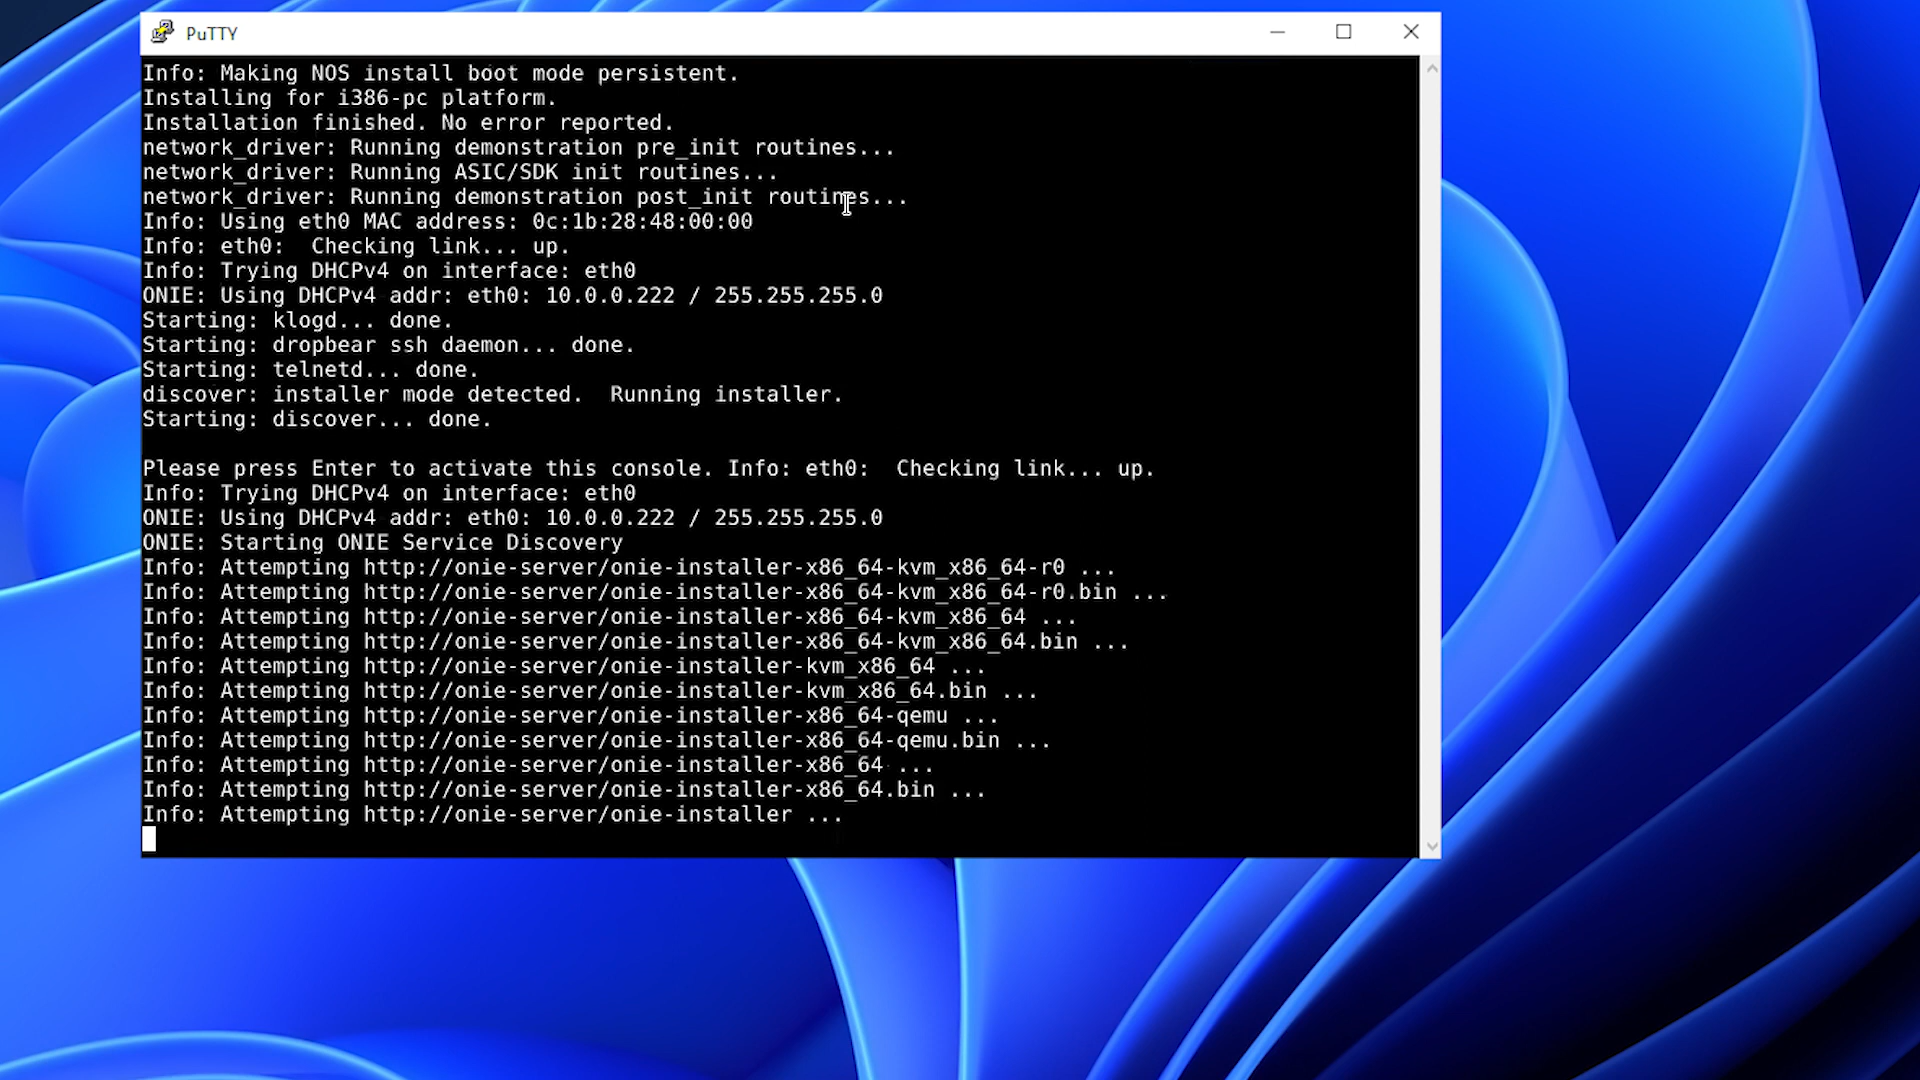 PuTTY
Info: Making NOS install boot mode persistent.
Installing for i386-pc platform.
Installation finished. No error reported.
network_driver: Running demonstration pre_init routines...
network_driver: Running ASIC/SDK init routines...
network_driver: Running demonstration post_init routines...
Info: Using eth0 MAC address: 0c:1b:28:48:00:00
Info: eth0:  Checking link... up.
Info: Trying DHCPv4 on interface: eth0
ONIE: Using DHCPv4 addr: eth0: 10.0.0.222 / 255.255.255.0
Starting: klogd... done.
Starting: dropbear ssh daemon... done.
Starting: telnetd... done.
discover: installer mode detected.  Running installer.
Starting: discover... done.
Please press Enter to activate this console. Info: eth0:  Checking link... up.
Info: Trying DHCPv4 on interface: eth0
ONIE: Using DHCPv4 addr: eth0: 10.0.0.222 / 255.255.255.0
ONIE: Starting ONIE Service Discovery
Info: Attempting http://onie-server/onie-installer-x86_64-kvm_x86_64-r0 ...
Info: Attempting http://onie-server/onie-installer-x86_64-kvm_x86_64-r0.bin ...
Info: Attempting http://onie-server/onie-installer-x86_64-kvm_x86_64 ...
Info: Attempting http://onie-server/onie-installer-x86_64-kvm_x86_64.bin ...
Info: Attempting http://onie-server/onie-installer-kvm_x86_64 ...
Info: Attempting http://onie-server/onie-installer-kvm_x86_64.bin ...
Info: Attempting http://onie-server/onie-installer-x86_64-qemu ...
Info: Attempting http://onie-server/onie-installer-x86_64-qemu.bin ...
Info: Attempting http://onie-server/onie-installer-x86_64 ...
Info: Attempting http://onie-server/onie-installer-x86_64.bin ...
Info: Attempting http://onie-server/onie-installer ...